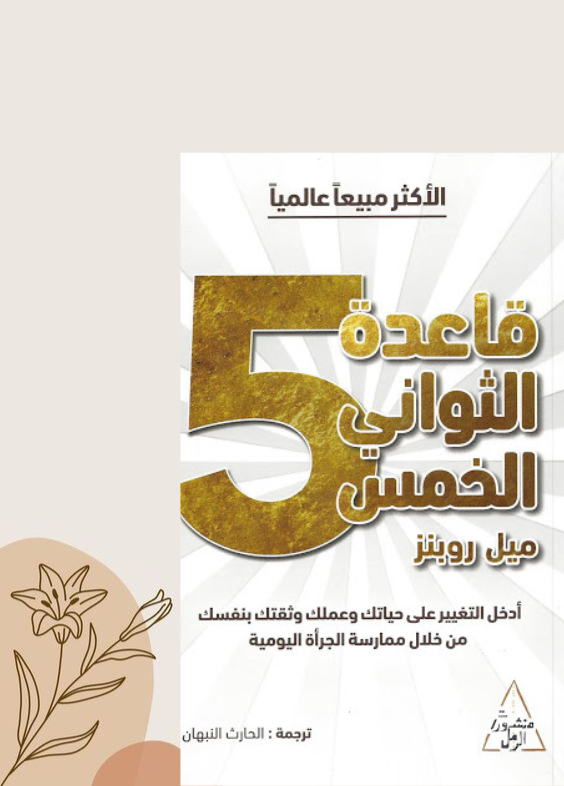 الأكثر مبيعاً عالمياً
5
قاعدة
الثواني
الخمس
ميل روبنز
أدخل التغيير على حياتك وعملك وثقتك بنفسك
من خلال ممارسة الجرأة اليومية
ترجمة : الحارث النبهان
منشورات
الرمل